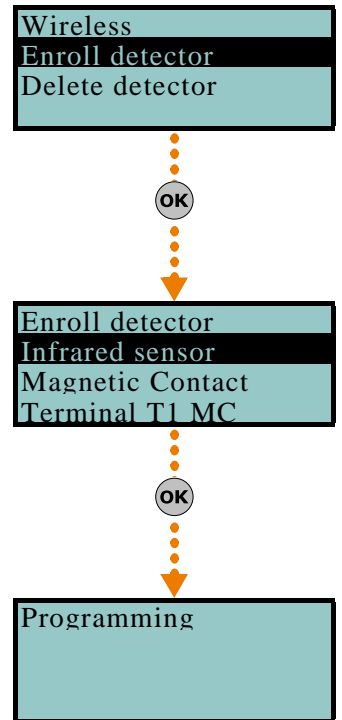 Wireless
Enroll detector
Delete detector
OK
Enroll detector
Infrared sensor
Magnetic Contact
Terminal T1 MC
OK
Programming